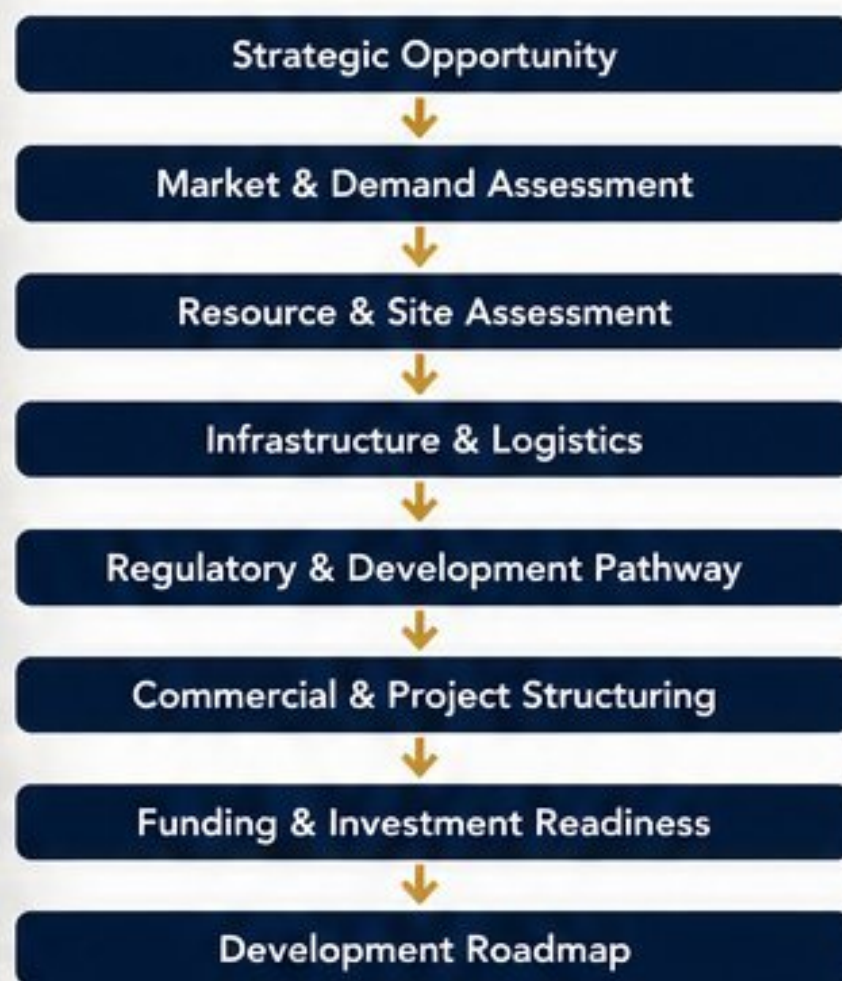 Strategic Opportunity
Market & Demand Assessment
Resource & Site Assessment
Infrastructure & Logistics
Regulatory & Development Pathway
Commercial & Project Structuring
Funding & Investment Readiness
Development Roadmap